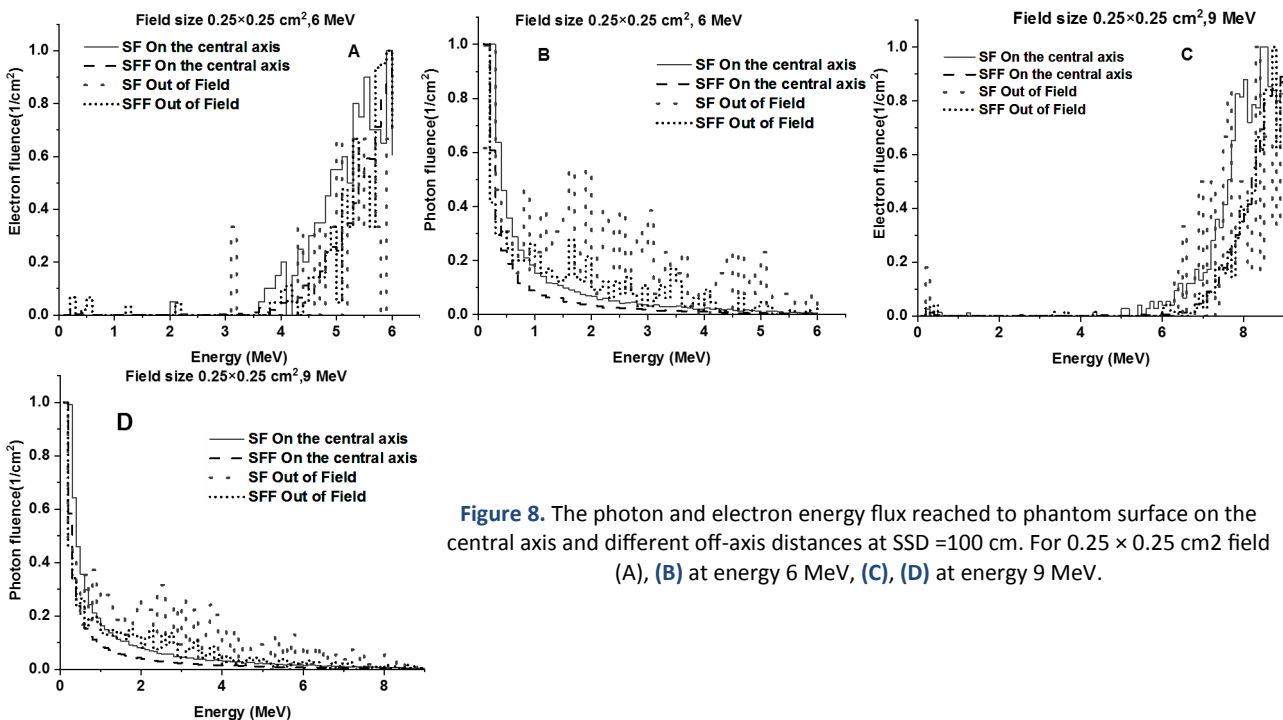 Field size 0.25×0.25 cm²,6 MeV
A
SF On the central axis
SFF On the central axis
SF Out of Field
SFF Out of Field
Electron fluence(1/cm²)
1.0
0.8
0.6
0.4
0.2
0.0
0 1 2 3 4 5 6
Energy (MeV)
Field size 0.25×0.25 cm², 6 MeV
B
SF On the central axis
SFF On the central axis
SF Out of Field
SFF Out of Field
Photon fluence(1/cm²)
1.0
0.8
0.6
0.4
0.2
0.0
0 1 2 3 4 5 6
Energy (MeV)
Field size 0.25×0.25 cm²,9 MeV
C
SF On the central axis
SFF On the central axis
SF Out of Field
SFF Out of Field
Electron fluence(1/cm²)
1.0
0.8
0.6
0.4
0.2
0.0
0 2 4 6 8
Energy (MeV)
Field size 0.25×0.25 cm²,9 MeV
D
SF On the central axis
SFF On the central axis
SF Out of Field
SFF Out of Field
Photon fluence(1/cm²)
1.0
0.8
0.6
0.4
0.2
0.0
0 2 4 6 8
Energy (MeV)
Figure 8. The photon and electron energy flux reached to phantom surface on the
central axis and different off-axis distances at SSD =100 cm. For 0.25 × 0.25 cm2 field
(A), (B) at energy 6 MeV, (C), (D) at energy 9 MeV.